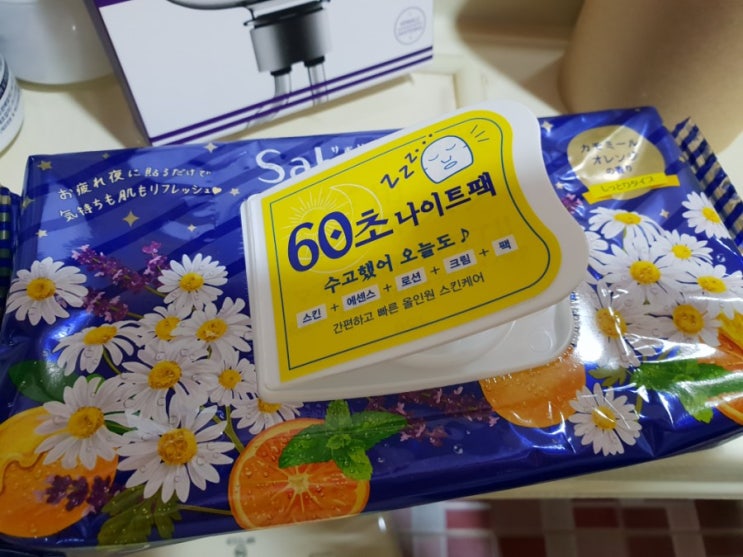 お疲れ夜に貼るだけで
気持ちも肌もリフレッシュ♥
Sa
カモミール
オレンジ
の香り
しっとりタイプ
ZZZ...
60초 나이트팩
수고했어 오늘도♪
스킨 + 에센스 + 로션 + 크림 + 팩
간편하고 빠른 올인원 스킨케어